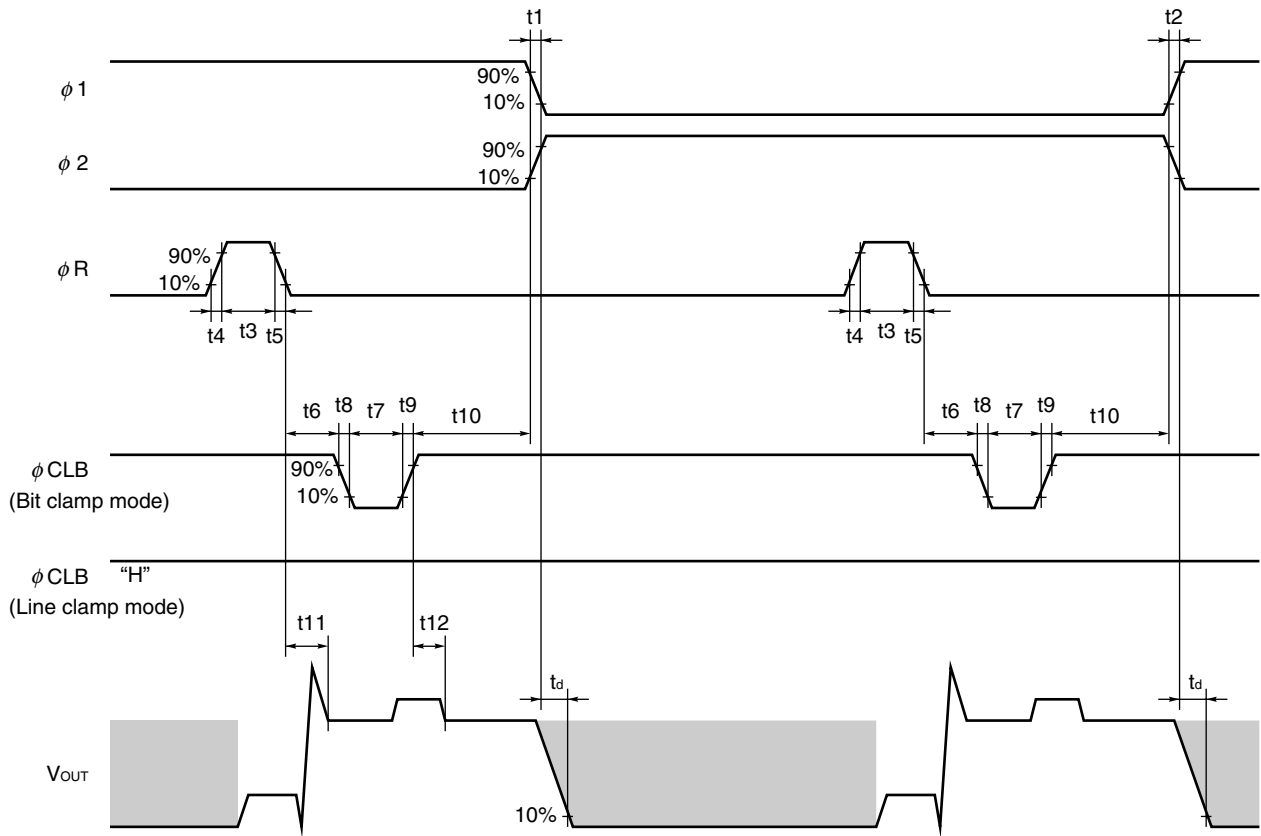 t1 t2
ϕ1 90% 10%
ϕ2 90% 10%
ϕR 90% 10%
t4 t3 t5 t4 t3 t5
t6 t8 t7 t9 t10 t6 t8 t7 t9 t10
ϕCLB 90%
(Bit clamp mode) 10%
ϕCLB “H”
(Line clamp mode)
t11 t12
td td
VOUT
10%